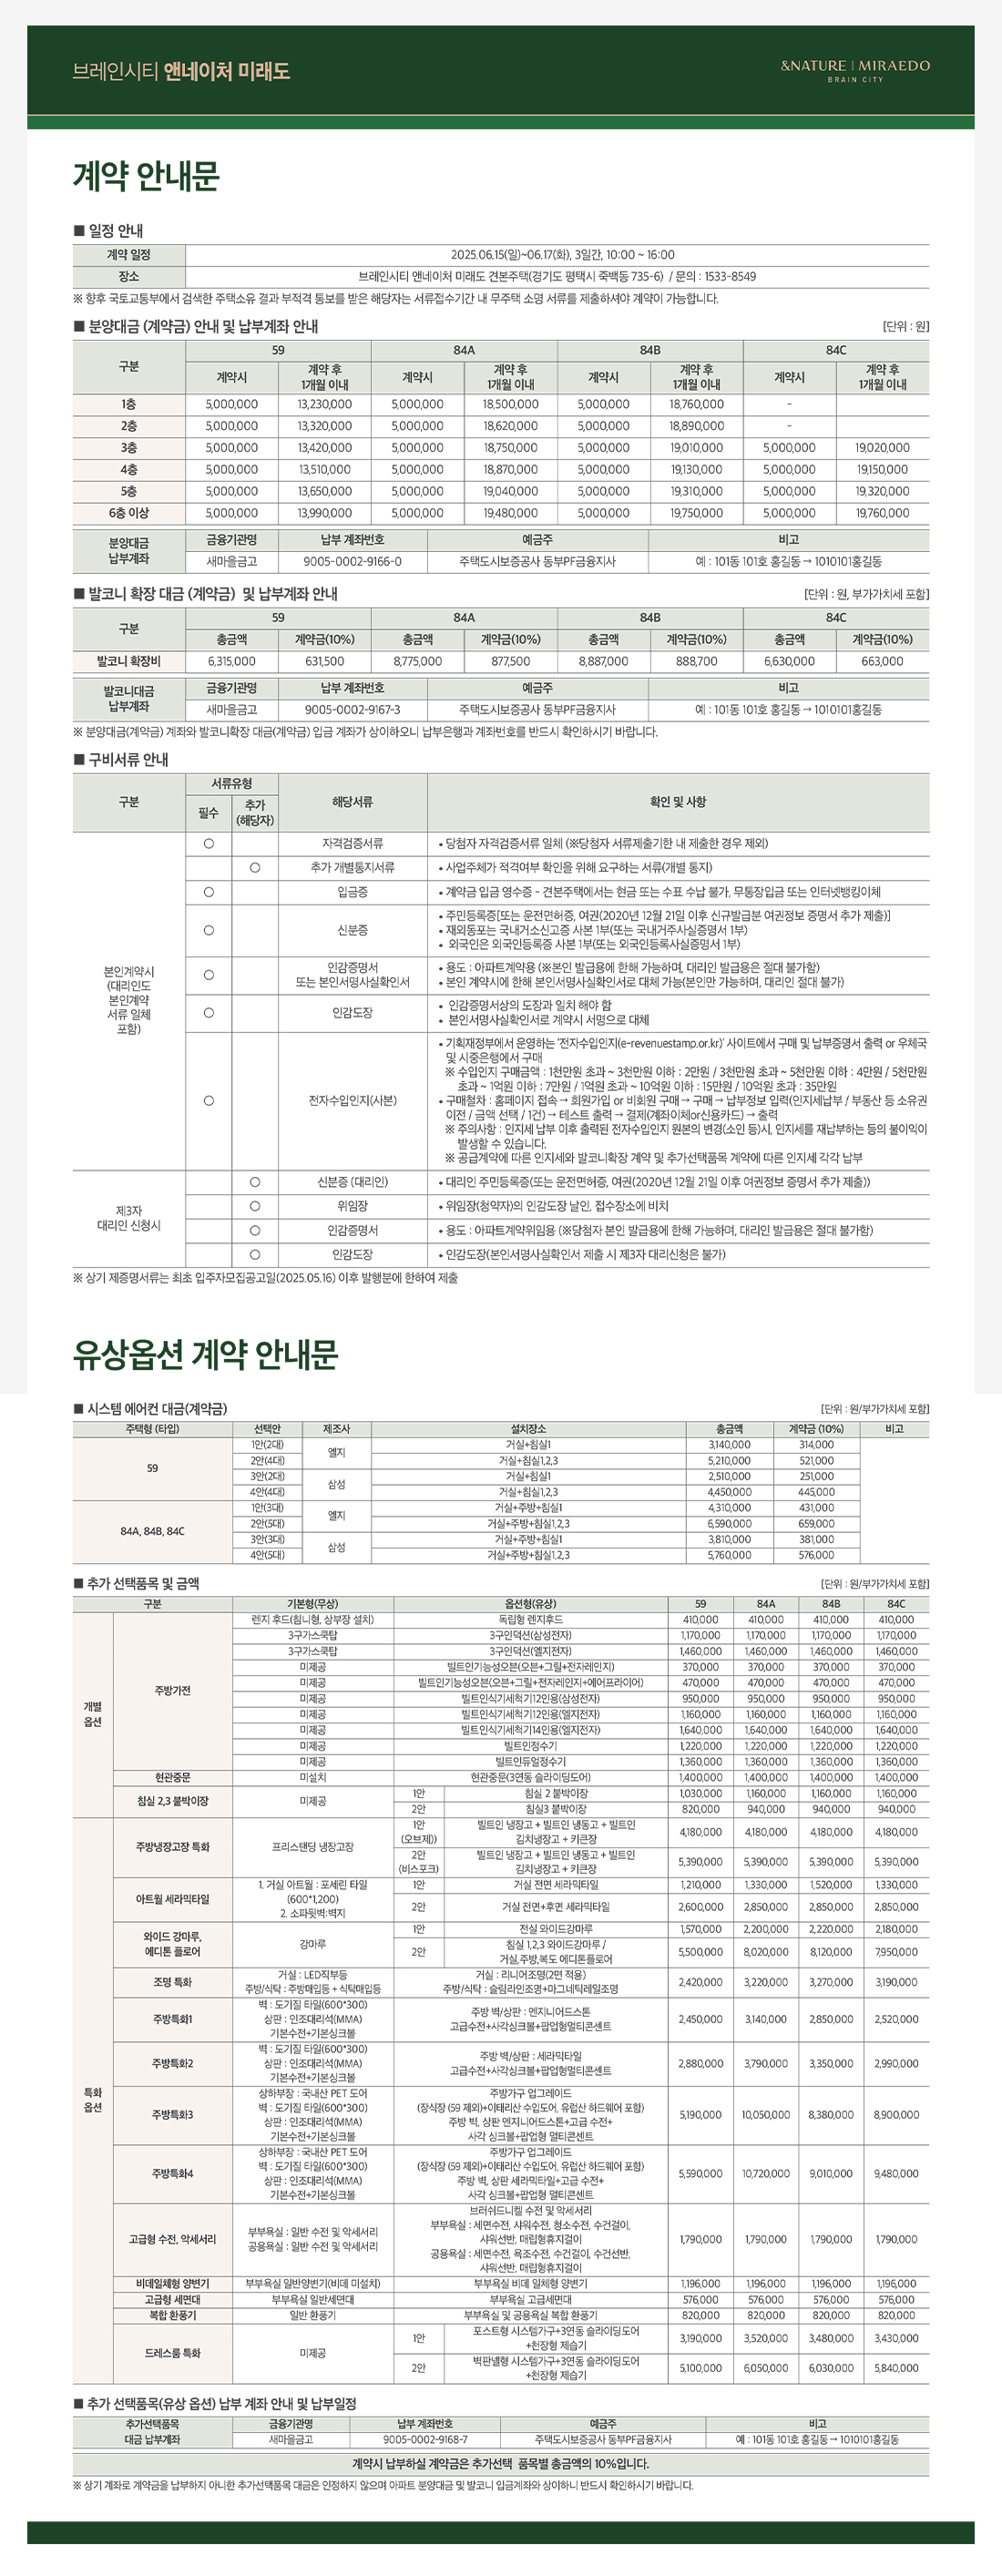 브레인시티 앤네이처 미래도
&NATURE | MIRAEDO
BRAIN CITY
계약 안내문
■ 일정 안내
계약 일정 2025.06.15(일)~06.17(화), 3일간, 10:00 ~ 16:00
장소 브레인시티 앤네이처 미래도 견본주택(경기도 평택시 죽백동 735-6) / 문의 : 1533-8549
※ 향후 국토교통부에서 검색한 주택소유 결과 부적격 통보를 받은 해당자는 서류접수기간 내 무주택 소명 서류를 제출하셔야 계약이 가능합니다.
■ 분양대금 (계약금) 안내 및 납부계좌 안내 [단위 : 원]
구분 59 84A 84B 84C
계약시 계약 후 1개월 이내 계약시 계약 후 1개월 이내 계약시 계약 후 1개월 이내 계약시 계약 후 1개월 이내
1층 5,000,000 13,230,000 5,000,000 18,500,000 5,000,000 18,760,000 -
2층 5,000,000 13,320,000 5,000,000 18,620,000 5,000,000 18,890,000 -
3층 5,000,000 13,420,000 5,000,000 18,750,000 5,000,000 19,010,000 5,000,000 19,020,000
4층 5,000,000 13,510,000 5,000,000 18,870,000 5,000,000 19,130,000 5,000,000 19,150,000
5층 5,000,000 13,650,000 5,000,000 19,040,000 5,000,000 19,310,000 5,000,000 19,320,000
6층 이상 5,000,000 13,990,000 5,000,000 19,480,000 5,000,000 19,750,000 5,000,000 19,760,000
분양대금 납부계좌 금융기관명 납부 계좌번호 예금주 비고
새마을금고 9005-0002-9166-0 주택도시보증공사 동부PF금융지사 예 : 101동 101호 홍길동 → 1010101홍길동
■ 발코니 확장 대금 (계약금) 및 납부계좌 안내 [단위 : 원, 부가가치세 포함]
구분 59 84A 84B 84C
총금액 계약금(10%) 총금액 계약금(10%) 총금액 계약금(10%) 총금액 계약금(10%)
발코니 확장비 6,315,000 631,500 8,775,000 877,500 8,887,000 888,700 6,630,000 663,000
발코니대금 납부계좌 금융기관명 납부 계좌번호 예금주 비고
새마을금고 9005-0002-9167-3 주택도시보증공사 동부PF금융지사 예 : 101동 101호 홍길동 → 1010101홍길동
※ 분양대금(계약금) 계좌와 발코니확장 대금(계약금) 입금 계좌가 상이하오니 납부은행과 계좌번호를 반드시 확인하시기 바랍니다.
■ 구비서류 안내
구분 서류유형 해당서류 확인 및 사항
필수 추가 (해당자)
본인계약시
(대리인도
본인계약
서류 일체
포함)
○ 자격검증서류 • 당첨자 자격검증서류 일체 (※당첨자 서류제출기한 내 제출한 경우 제외)
○ 추가 개별통지서류 • 사업주체가 적격여부 확인을 위해 요구하는 서류(개별 통지)
○ 입금증 • 계약금 입금 영수증 - 견본주택에서는 현금 또는 수표 수납 불가, 무통장입금 또는 인터넷뱅킹이체
○ 신분증 • 주민등록증[또는 운전면허증, 여권(2020년 12월 21일 이후 신규발급분 여권정보 증명서 추가 제출)]
• 재외동포는 국내거소신고증 사본 1부(또는 국내거주사실증명서 1부)
• 외국인은 외국인등록증 사본 1부(또는 외국인등록사실증명서 1부)
○ 인감증명서 또는 본인서명사실확인서 • 용도 : 아파트계약용 (※본인 발급용에 한해 가능하며, 대리인 발급용은 절대 불가함)
• 본인 계약시에 한해 본인서명사실확인서로 대체 가능(본인만 가능하며, 대리인 절대 불가)
○ 인감도장 • 인감증명서상의 도장과 일치 해야 함
• 본인서명사실확인서로 계약시 서명으로 대체
○ 전자수입인지(사본) • 기획재정부에서 운영하는 '전자수입인지(e-revenuestamp.or.kr)' 사이트에서 구매 및 납부증명서 출력 or 우체국
및 시중은행에서 구매
※ 수입인지 구매금액 : 1천만원 초과 ~ 3천만원 이하 : 2만원 / 3천만원 초과 ~ 5천만원 이하 : 4만원 / 5천만원
초과 ~ 1억원 이하 : 7만원 / 1억원 초과 ~ 10억원 이하 : 15만원 / 10억원 초과 : 35만원
• 구매절차 : 홈페이지 접속 → 회원가입 or 비회원 구매 → 구매 → 납부정보 입력(인지세납부 / 부동산 등 소유권
이전 / 금액 선택 / 1건) → 테스트 출력 → 결제(계좌이체or신용카드) → 출력
※ 주의사항 : 인지세 납부 이후 출력된 전자수입인지 원본의 변경(소인 등)시, 인지세를 재납부하는 등의 불이익이
발생할 수 있습니다.
※ 공급계약에 따른 인지세와 발코니확장 계약 및 추가선택품목 계약에 따른 인지세 각각 납부
제3자
대리인 신청시
○ 신분증 (대리인) • 대리인 주민등록증(또는 운전면허증, 여권(2020년 12월 21일 이후 여권정보 증명서 추가 제출))
○ 위임장 • 위임장(청약자)의 인감도장 날인, 접수장소에 비치
○ 인감증명서 • 용도 : 아파트계약위임용 (※당첨자 본인 발급용에 한해 가능하며, 대리인 발급용은 절대 불가함)
○ 인감도장 • 인감도장(본인서명사실확인서 제출 시 제3자 대리신청은 불가)
※ 상기 제증명서류는 최초 입주자모집공고일(2025.05.16) 이후 발행분에 한하여 제출
유상옵션 계약 안내문
■ 시스템 에어컨 대금(계약금) [단위 : 원/부가가치세 포함]
주택형 (타입) 선택안 제조사 설치장소 총금액 계약금 (10%) 비고
59 1안(2대) 엘지 거실+침실1 3,140,000 314,000
2안(4대) 거실+침실1,2,3 5,210,000 521,000
3안(2대) 삼성 거실+침실1 2,510,000 251,000
4안(4대) 거실+침실1,2,3 4,450,000 445,000
84A, 84B, 84C 1안(3대) 엘지 거실+주방+침실1 4,310,000 431,000
2안(5대) 거실+주방+침실1,2,3 6,590,000 659,000
3안(3대) 삼성 거실+주방+침실1 3,810,000 381,000
4안(5대) 거실+주방+침실1,2,3 5,760,000 576,000
■ 추가 선택품목 및 금액 [단위 : 원/부가가치세 포함]
구분 기본형(무상) 옵션형(유상) 59 84A 84B 84C
개별 옵션 주방가전 렌지 후드(침니형, 상부장 설치) 독립형 렌지후드 410,000 410,000 410,000 410,000
3구가스쿡탑 3구인덕션(삼성전자) 1,170,000 1,170,000 1,170,000 1,170,000
3구가스쿡탑 3구인덕션(엘지전자) 1,460,000 1,460,000 1,460,000 1,460,000
미제공 빌트인기능성오븐(오븐+그릴+전자레인지) 370,000 370,000 370,000 370,000
미제공 빌트인기능성오븐(오븐+그릴+전자레인지+에어프라이어) 470,000 470,000 470,000 470,000
미제공 빌트인식기세척기12인용(삼성전자) 950,000 950,000 950,000 950,000
미제공 빌트인식기세척기12인용(엘지전자) 1,160,000 1,160,000 1,160,000 1,160,000
미제공 빌트인식기세척기14인용(엘지전자) 1,640,000 1,640,000 1,640,000 1,640,000
미제공 빌트인정수기 1,220,000 1,220,000 1,220,000 1,220,000
미제공 빌트인듀얼정수기 1,360,000 1,360,000 1,360,000 1,360,000
현관중문 미설치 현관중문(3연동 슬라이딩도어) 1,400,000 1,400,000 1,400,000 1,400,000
침실 2,3 붙박이장 미제공 1안 침실 2 붙박이장 1,030,000 1,160,000 1,160,000 1,160,000
2안 침실3 붙박이장 820,000 940,000 940,000 940,000
특화 옵션 주방냉장고장 특화 프리스탠딩 냉장고장 1안 (오브제)) 빌트인 냉장고 + 빌트인 냉동고 + 빌트인 김치냉장고 + 키큰장 4,180,000 4,180,000 4,180,000 4,180,000
2안 (비스포크) 빌트인 냉장고 + 빌트인 냉동고 + 빌트인 김치냉장고 + 키큰장 5,390,000 5,390,000 5,390,000 5,390,000
아트월 세라믹타일 1. 거실 아트월 : 포세린 타일 (600*1,200) 2. 소파뒷벽:벽지 1안 거실 전면 세라믹타일 1,210,000 1,330,000 1,520,000 1,330,000
2안 거실 전면+후면 세라믹타일 2,600,000 2,850,000 2,850,000 2,850,000
와이드 강마루, 에디톤 플로어 강마루 1안 전실 와이드강마루 1,570,000 2,200,000 2,220,000 2,180,000
2안 침실 1,2,3 와이드강마루 / 거실,주방,복도 에디톤플로어 5,500,000 8,020,000 8,120,000 7,950,000
조명 특화 거실 : LED직부등 주방/식탁 : 주방매입등 + 식탁매입등 거실 : 리니어조명(2면 적용) 주방/식탁 : 슬림라인조명+마그네틱레일조명 2,420,000 3,220,000 3,270,000 3,190,000
주방특화1 벽 : 도기질 타일(600*300) 상판 : 인조대리석(MMA) 기본수전+기본싱크볼 주방 벽/상판 : 엔지니어드스톤 고급수전+사각싱크볼+팝업형멀티콘센트 2,450,000 3,140,000 2,850,000 2,520,000
주방특화2 벽 : 도기질 타일(600*300) 상판 : 인조대리석(MMA) 기본수전+기본싱크볼 주방 벽/상판 : 세라믹타일 고급수전+사각싱크볼+팝업형멀티콘센트 2,880,000 3,790,000 3,350,000 2,990,000
주방특화3 상하부장 : 국내산 PET 도어 벽 : 도기질 타일(600*300) 상판 : 인조대리석(MMA) 기본수전+기본싱크볼 주방가구 업그레이드 (장식장 (59 제외)+이태리산 수입도어, 유럽산 하드웨어 포함) 주방 벽, 상판 엔지니어드스톤+고급 수전+ 사각 싱크볼+팝업형 멀티콘센트 5,190,000 10,050,000 8,380,000 8,900,000
주방특화4 상하부장 : 국내산 PET 도어 벽 : 도기질 타일(600*300) 상판 : 인조대리석(MMA) 기본수전+기본싱크볼 주방가구 업그레이드 (장식장 (59 제외)+이태리산 수입도어, 유럽산 하드웨어 포함) 주방 벽, 상판 세라믹타일+고급 수전+ 사각 싱크볼+팝업형 멀티콘센트 5,590,000 10,720,000 9,010,000 9,480,000
고급형 수전, 악세서리 부부욕실 : 일반 수전 및 악세서리 공용욕실 : 일반 수전 및 악세서리 브러쉬드니켈 수전 및 악세서리 부부욕실 : 세면수전, 샤워수전, 청소수전, 수건걸이, 샤워선반, 매립형휴지걸이 공용욕실 : 세면수전, 욕조수전, 수건걸이, 수건선반, 샤워선반, 매립형휴지걸이 1,790,000 1,790,000 1,790,000 1,790,000
비데일체형 양변기 부부욕실 일반양변기(비데 미설치) 부부욕실 비데 일체형 양변기 1,196,000 1,196,000 1,196,000 1,196,000
고급형 세면대 부부욕실 일반세면대 부부욕실 고급세면대 576,000 576,000 576,000 576,000
복합 환풍기 일반 환풍기 부부욕실 및 공용욕실 복합 환풍기 820,000 820,000 820,000 820,000
드레스룸 특화 미제공 1안 포스트형 시스템가구+3연동 슬라이딩도어 +천장형 제습기 3,190,000 3,520,000 3,480,000 3,430,000
2안 벽판넬형 시스템가구+3연동 슬라이딩도어 +천장형 제습기 5,100,000 6,050,000 6,030,000 5,840,000
■ 추가 선택품목(유상 옵션) 납부 계좌 안내 및 납부일정
추가선택품목 금융기관명 납부 계좌번호 예금주 비고
대금 납부계좌 새마을금고 9005-0002-9168-7 주택도시보증공사 동부PF금융지사 예 : 101동 101호 홍길동 → 1010101홍길동
계약시 납부하실 계약금은 추가선택 품목별 총금액의 10%입니다.
※ 상기 계좌로 계약금을 납부하지 아니한 추가선택품목 대금은 인정하지 않으며 아파트 분양대금 및 발코니 입금계좌와 상이하니 반드시 확인하시기 바랍니다.